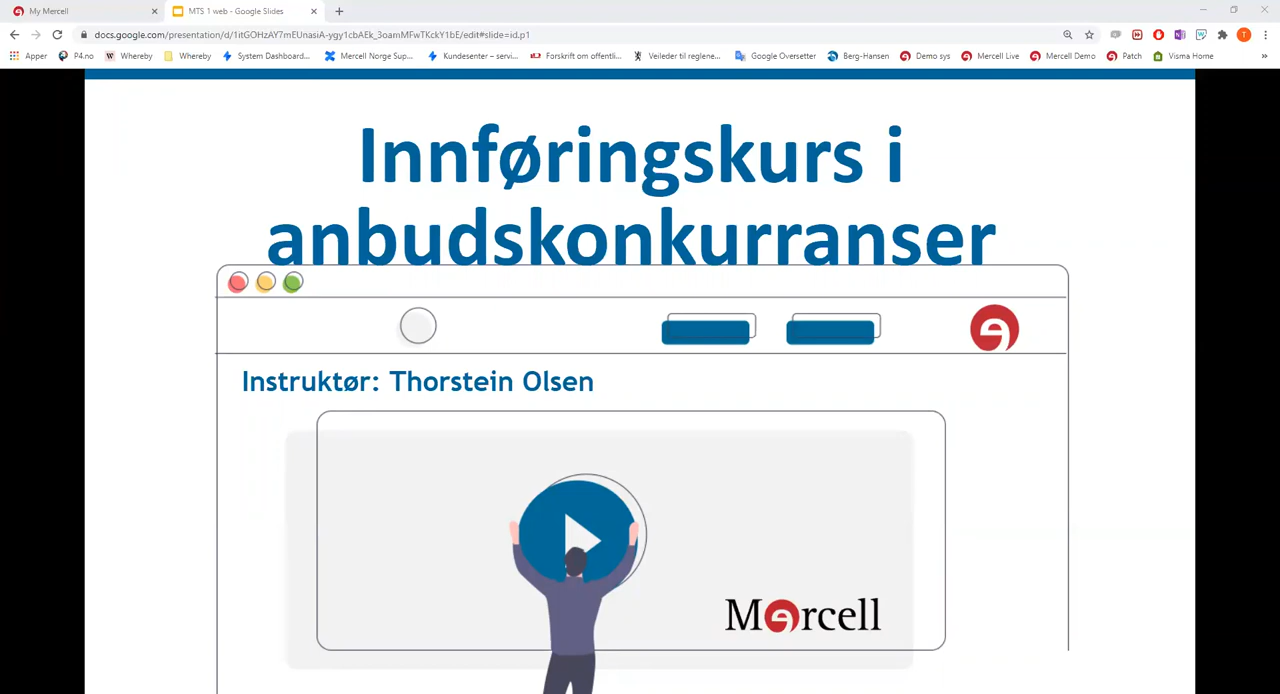 My Mercell
MTS 1 web - Google Slides
docs.google.com/presentation/d/1itGOHzAY7mEUnasiA-ygy1cbAEk_3oamMFwTKckY1bE/edit#slide=id.p1
Apper P4.no Whereby Whereby System Dashboard... Mercell Norge Sup... Kundesenter – servi... Forskrift om offentl... Veileder til reglene... Google Oversetter Berg-Hansen Demo sys Mercell Live Mercell Demo Patch Visma Home
Innføringskurs i
anbudskonkurranser
Instruktør: Thorstein Olsen
Mercell